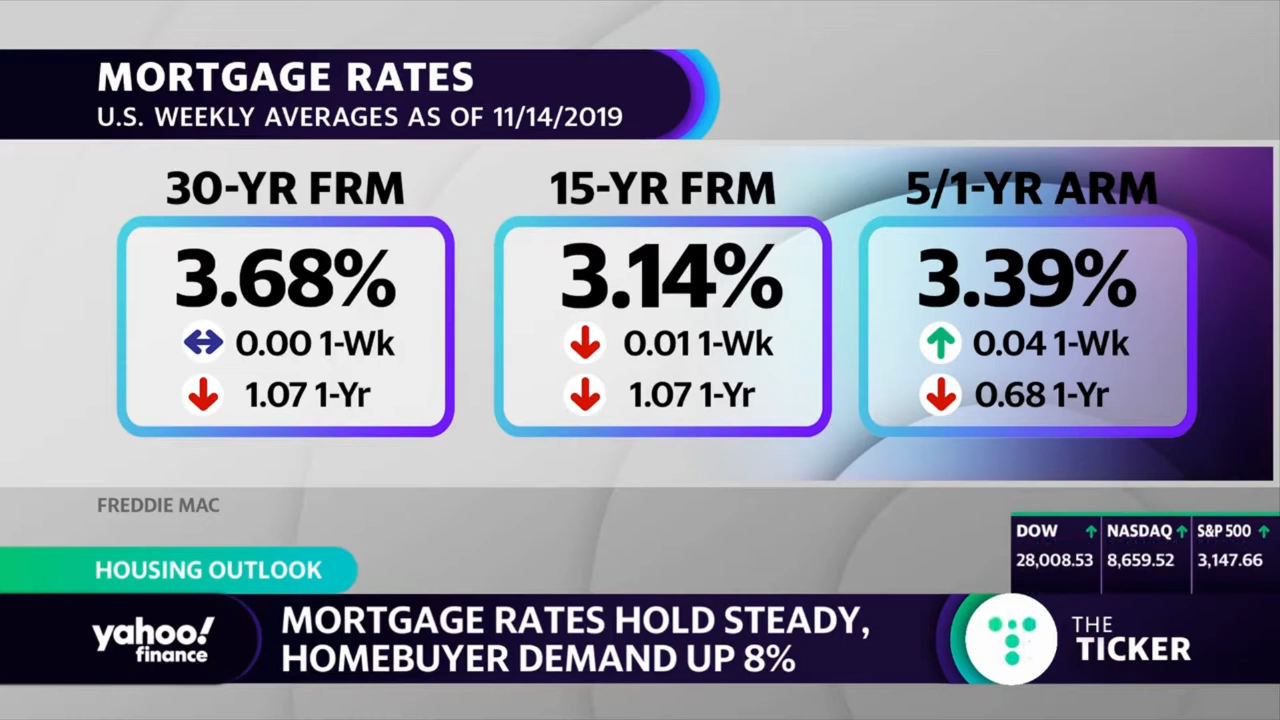 MORTGAGE RATES
U.S. WEEKLY AVERAGES AS OF 11/14/2019
30-YR FRM
3.68%
0.00 1-Wk
1.07 1-Yr
15-YR FRM
3.14%
0.01 1-Wk
1.07 1-Yr
5/1-YR ARM
3.39%
0.04 1-Wk
0.68 1-Yr
FREDDIE MAC
DOW
28,008.53
NASDAQ
8,659.52
S&P 500
3,147.66
HOUSING OUTLOOK
yahoo!
finance
MORTGAGE RATES HOLD STEADY,
HOMEBUYER DEMAND UP 8%
THE
TICKER